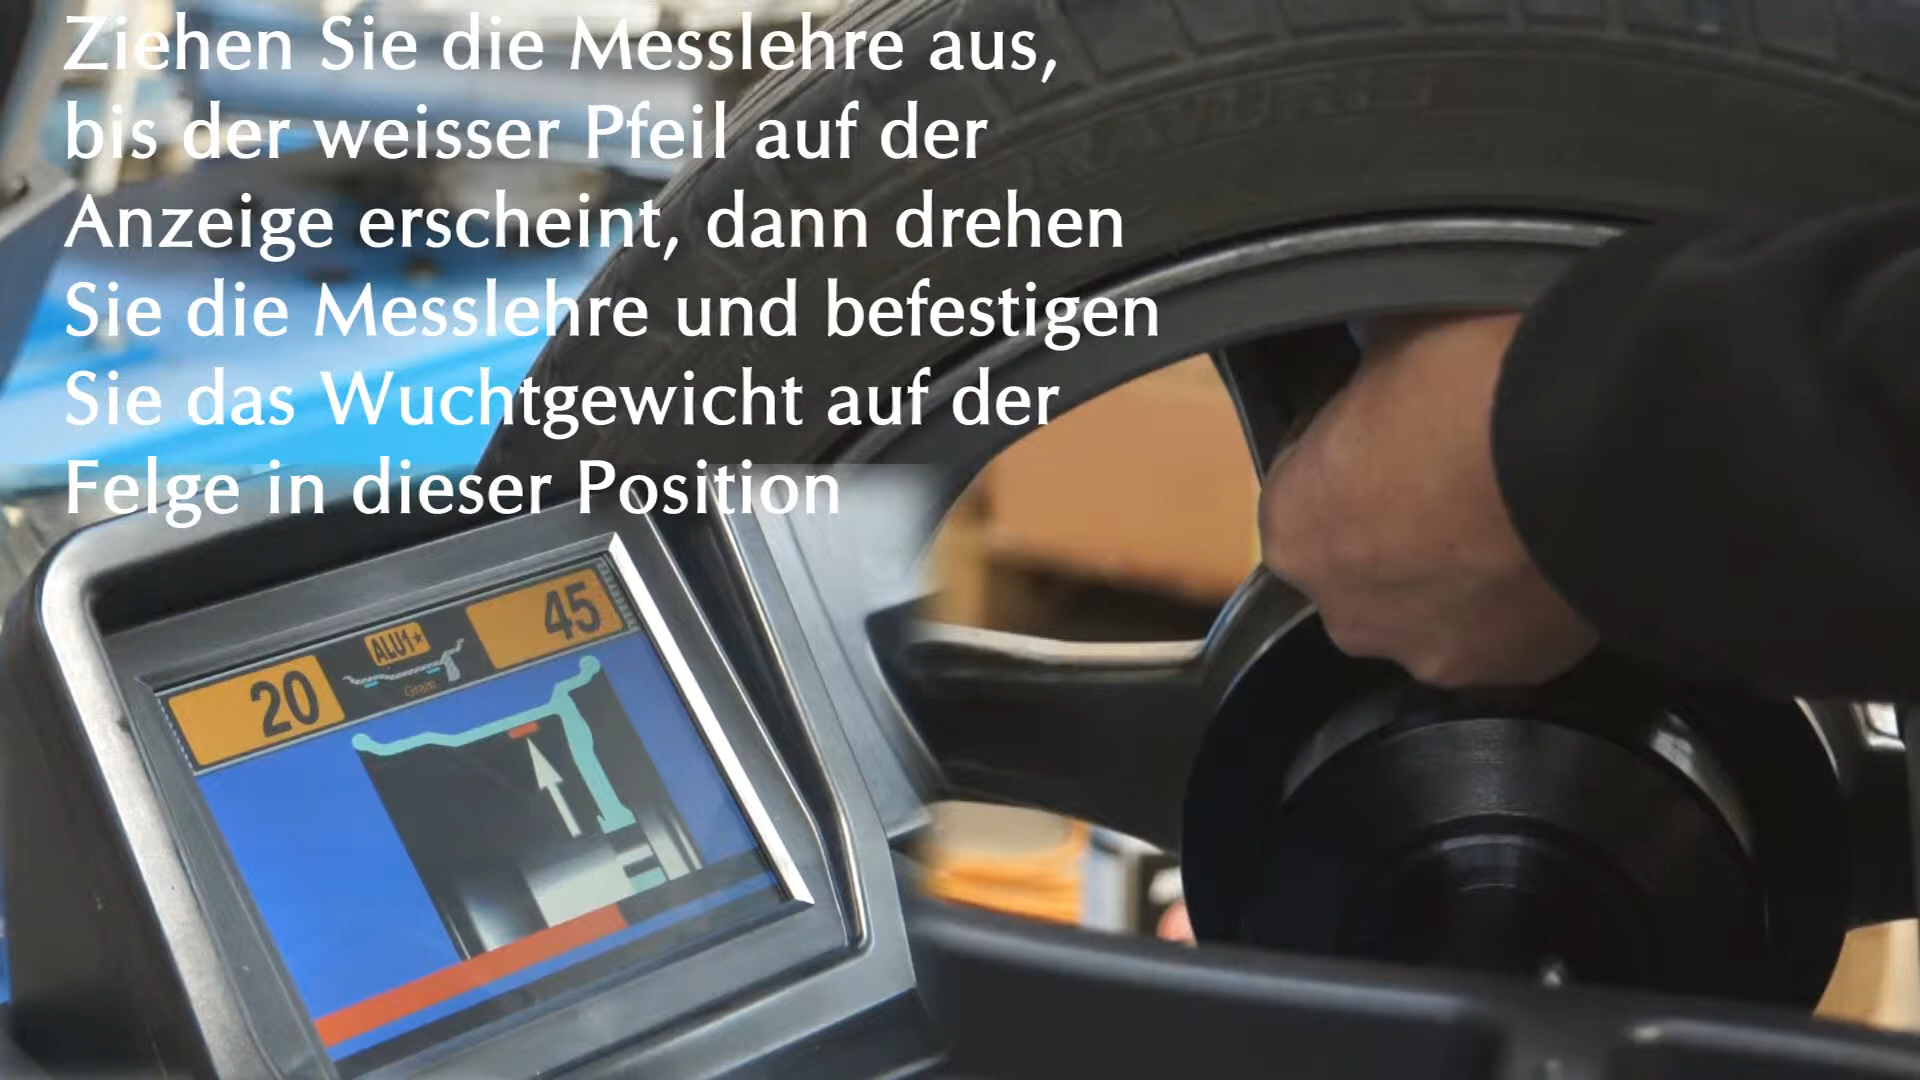 Ziehen Sie die Messlehre aus,
bis der weisser Pfeil auf der
Anzeige erscheint, dann drehen
Sie die Messlehre und befestigen
Sie das Wuchtgewicht auf der
Felge in dieser Position
20
ALU1*
Gram
45